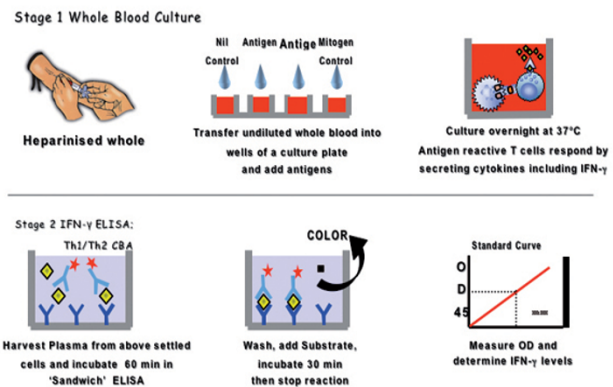 Stage 1 Whole Blood Culture
Nil Control
Antigen
Antige
Mitogen Control
Heparinised whole
Transfer undiluted whole blood into
wells of a culture plate
and add antigens
Culture overnight at 37°C
Antigen reactive T cells respond by
secreting cytokines including IFN-γ
Stage 2 IFN-γ ELISA;
Th1/Th2 CBA
COLOR
Standard Curve
O
D
45
Harvest Plasma from above settled
cells and incubate 60 min in
'Sandwich' ELISA
Wash, add Substrate,
incubate 30 min
then stop reaction
Measure OD and
determine IFN-γ levels